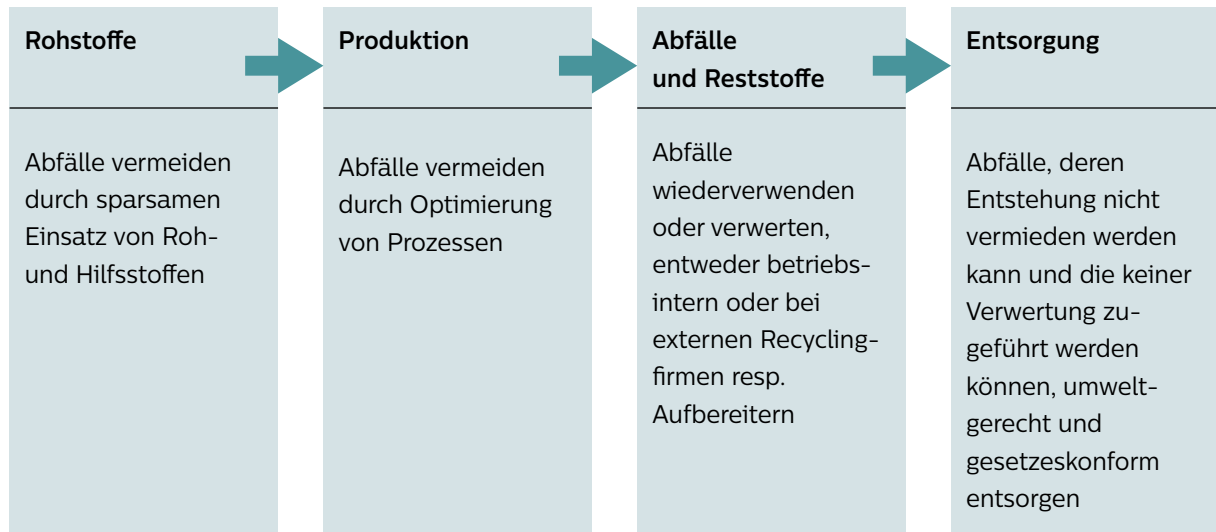 Rohstoffe
Abfälle vermeiden
durch sparsamen
Einsatz von Roh-
und Hilfsstoffen
Produktion
Abfälle vermeiden
durch Optimierung
von Prozessen
Abfälle
und Reststoffe
Abfälle
wiederverwenden
oder verwerten,
entweder betriebs-
intern oder bei
externen Recycling-
firmen resp.
Aufbereitern
Entsorgung
Abfälle, deren
Entstehung nicht
vermieden werden
kann und die keiner
Verwertung zu-
geführt werden
können, umwelt-
gerecht und
gesetzeskonform
entsorgen